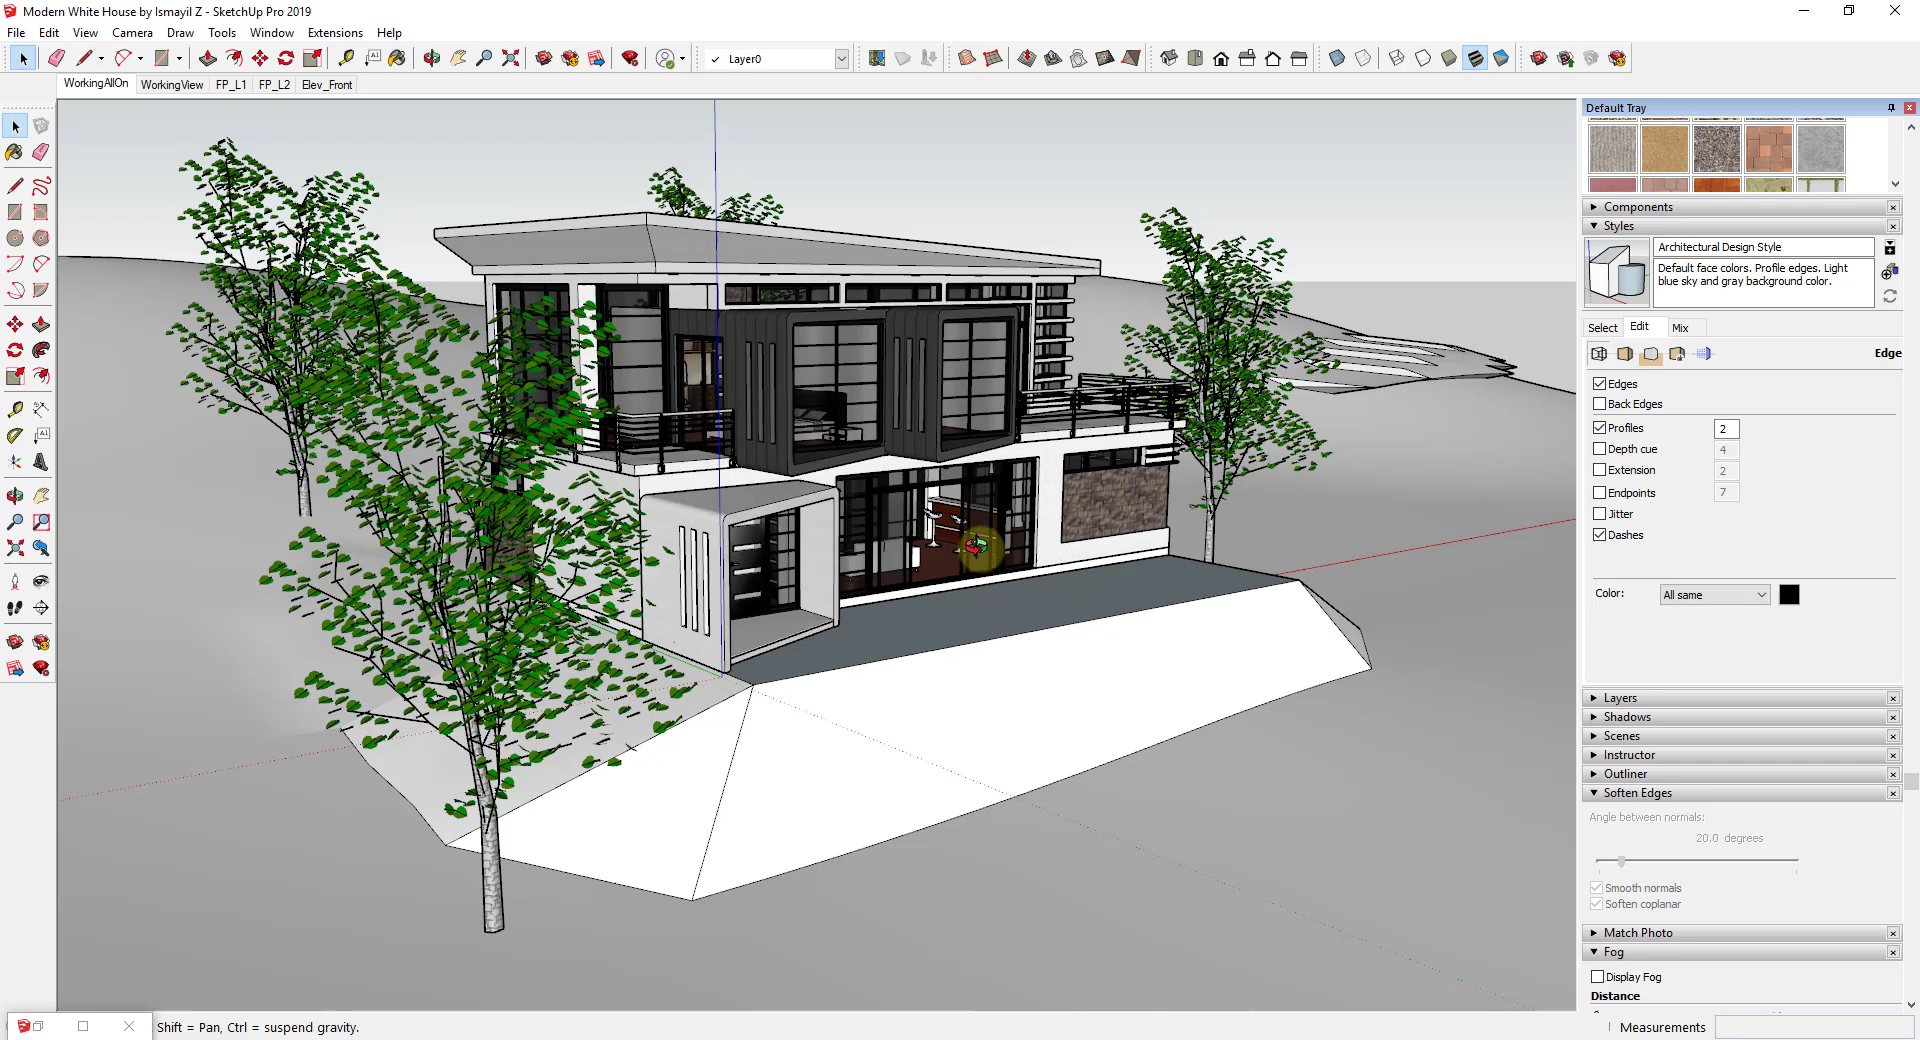 Modern White House by Ismayil Z - SketchUp Pro 2019
File Edit View Camera Draw Tools Window Extensions Help
Layer0
WorkingAllOn WorkingView FP_L1 FP_L2 Elev_Front
Default Tray
Components
Styles
Architectural Design Style
Default face colors. Profile edges. Light
blue sky and gray background color.
Select Edit Mix
Edge
Edges
Back Edges
Profiles 2
Depth cue 4
Extension 2
Endpoints 7
Jitter
Dashes
Color: All same
Layers
Shadows
Scenes
Instructor
Outliner
Soften Edges
Angle between normals:
20.0 degrees
Smooth normals
Soften coplanar
Match Photo
Fog
Display Fog
Distance
Shift = Pan, Ctrl = suspend gravity.
Measurements